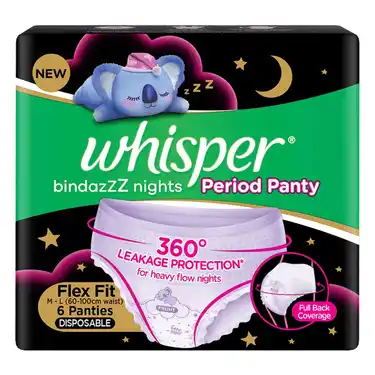 NEW
z z z
whisper®
bindazZZ nights Period Panty
360°
LEAKAGE PROTECTION*
for heavy flow nights
Flex Fit
M - L (60-100cm waist)
6 Panties
DISPOSABLE
Full Back
Coverage